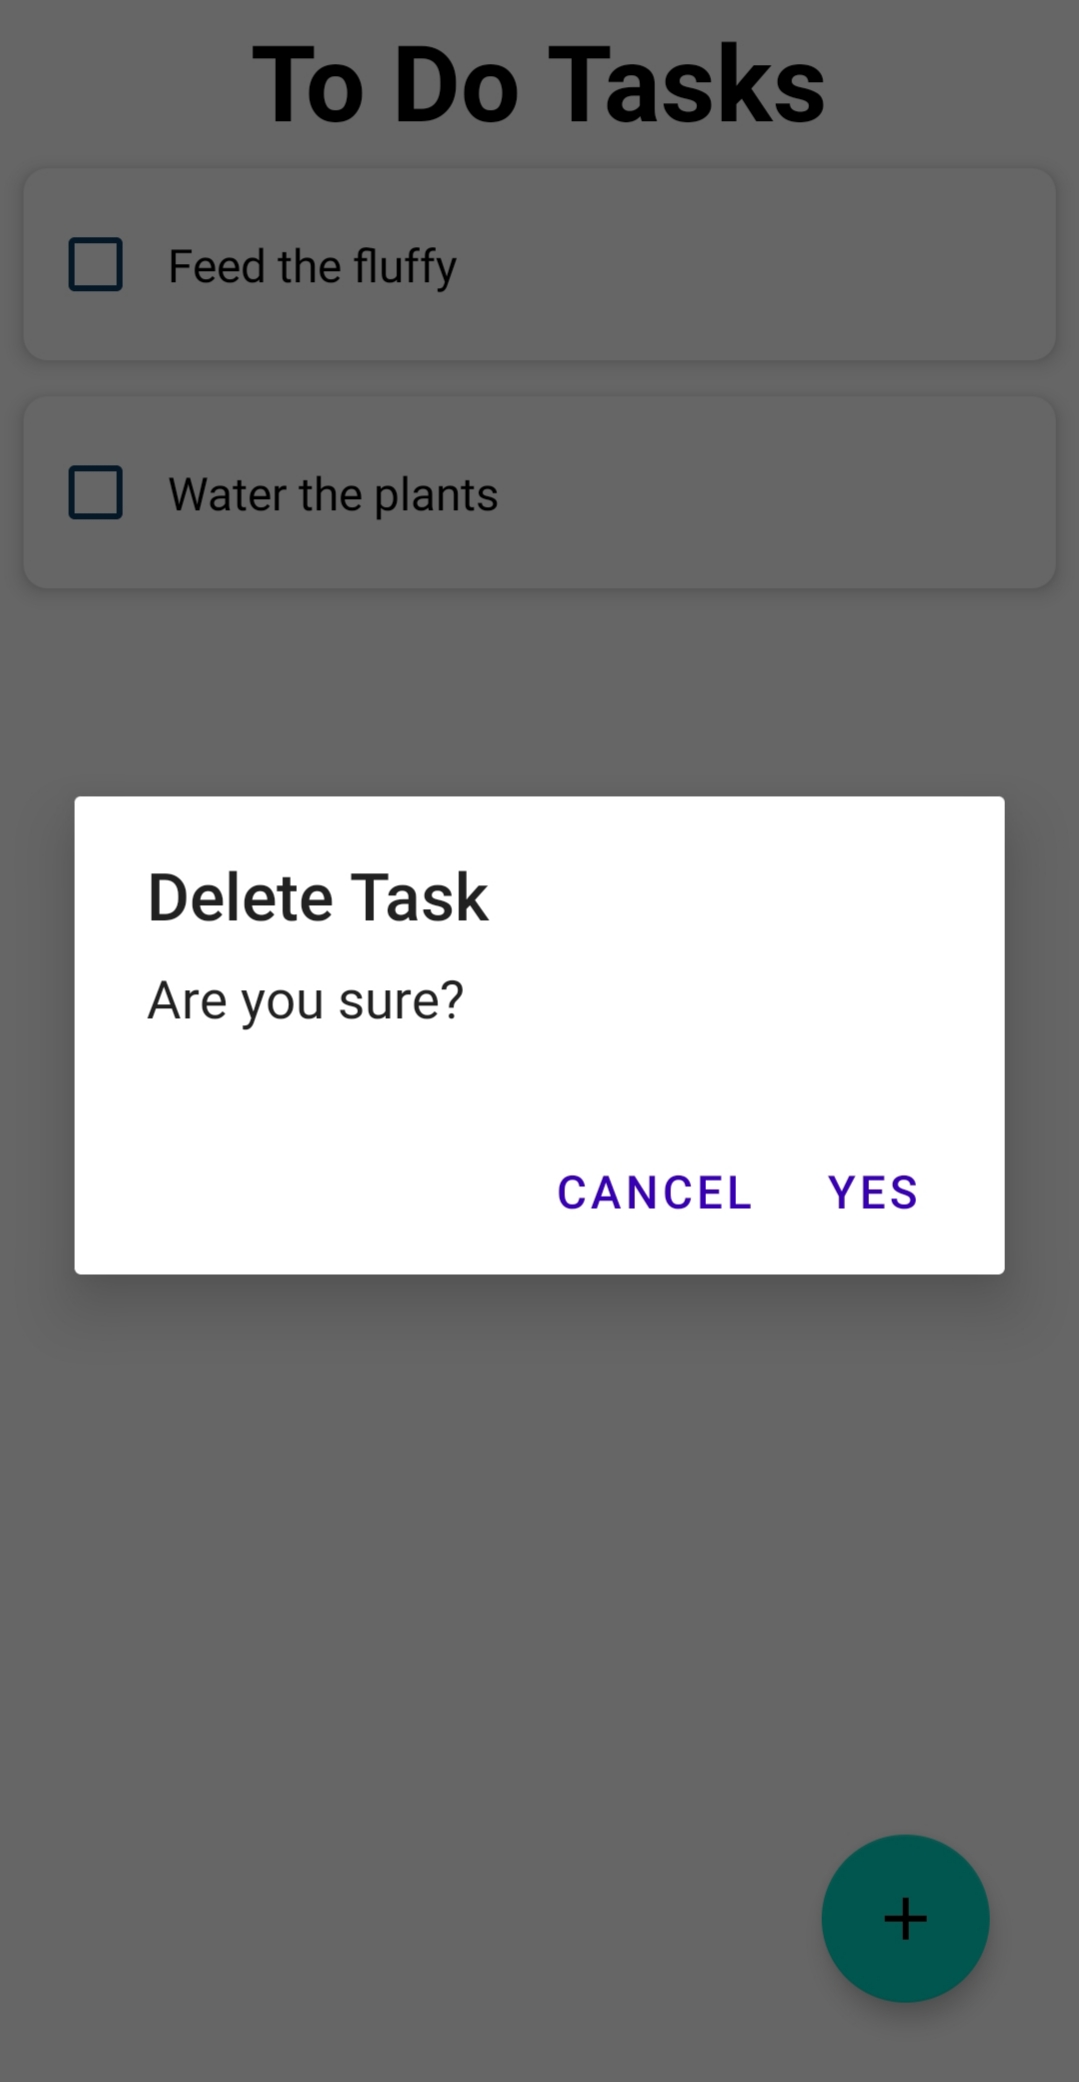 To Do Tasks
Feed the fluffy
Water the plants
Delete Task
Are you sure?
CANCEL YES
+